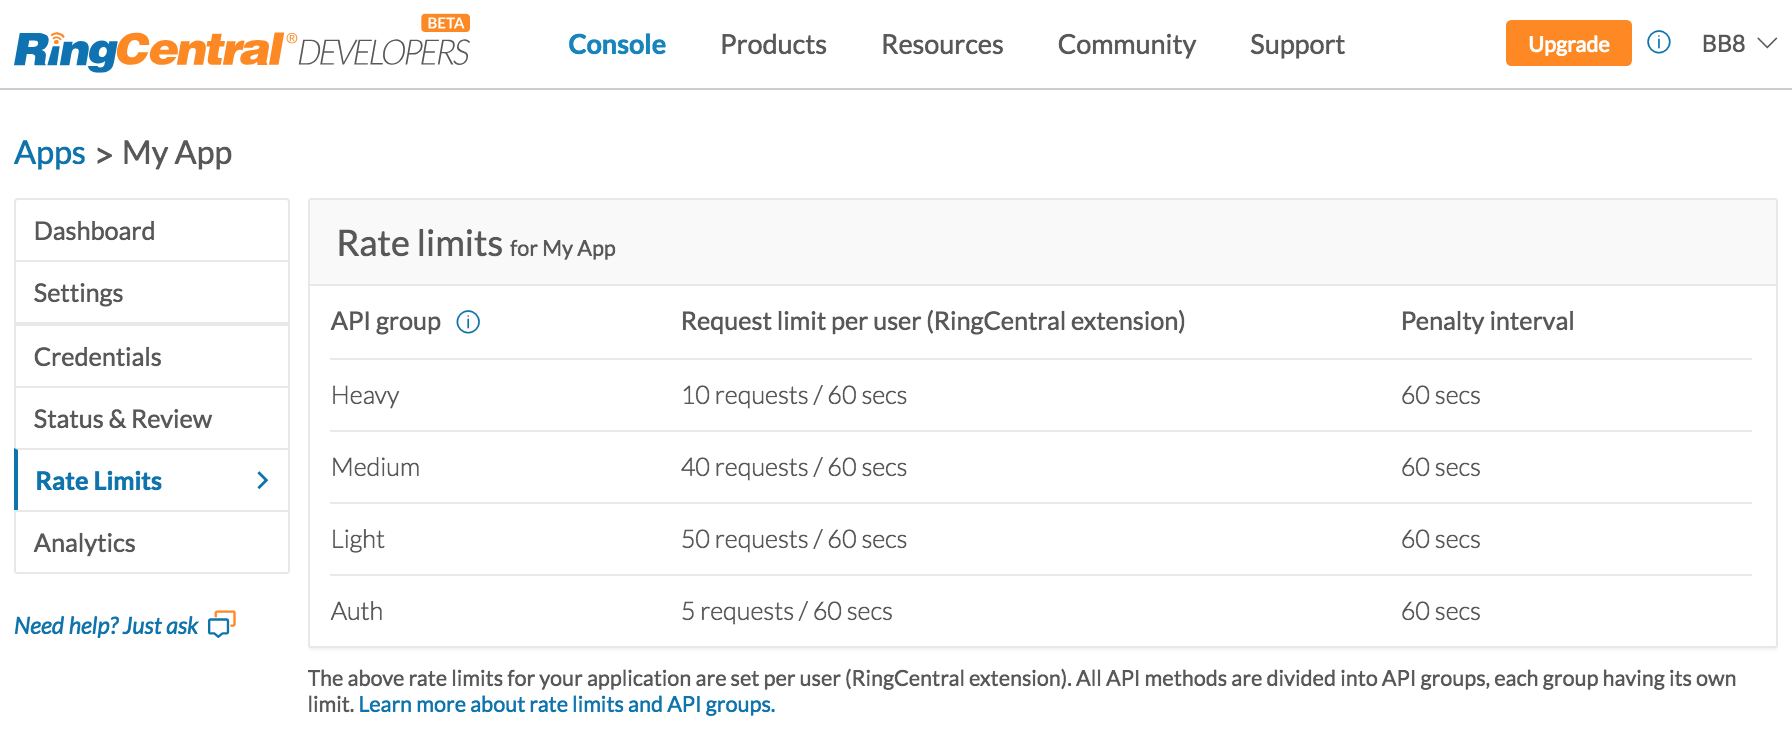 BETA
RingCentral® DEVELOPERS Console Products Resources Community Support Upgrade BB8
Apps > My App
Dashboard
Settings
Credentials
Status & Review
Rate Limits
Analytics
Need help? Just ask
Rate limits for My App
API group Request limit per user (RingCentral extension) Penalty interval
Heavy 10 requests / 60 secs 60 secs
Medium 40 requests / 60 secs 60 secs
Light 50 requests / 60 secs 60 secs
Auth 5 requests / 60 secs 60 secs
The above rate limits for your application are set per user (RingCentral extension). All API methods are divided into API groups, each group having its own
limit. Learn more about rate limits and API groups.